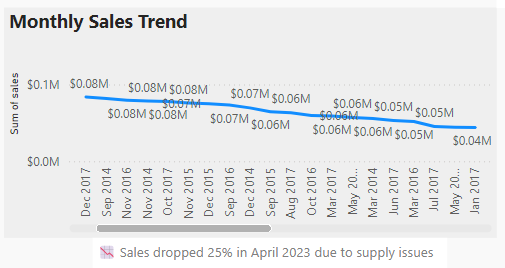 Monthly Sales Trend
Sum of sales
$0.1M
$0.0M
$0.08M
$0.08M
$0.08M
$0.08M
$0.07M
$0.08M
$0.07M
$0.07M
$0.06M
$0.06M
$0.06M
$0.06M
$0.06M
$0.06M
$0.05M
$0.05M
$0.05M
$0.04M
Dec 2017
Sep 2014
Nov 2016
Nov 2014
Oct 2017
Nov 2015
Sep 2016
Dec 2014
Sep 2015
Aug 2017
Oct 2016
Mar 2017
May 20...
Mar 2014
Jun 2017
Mar 2016
Jul 2017
May 20...
Jan 2017
Sales dropped 25% in April 2023 due to supply issues